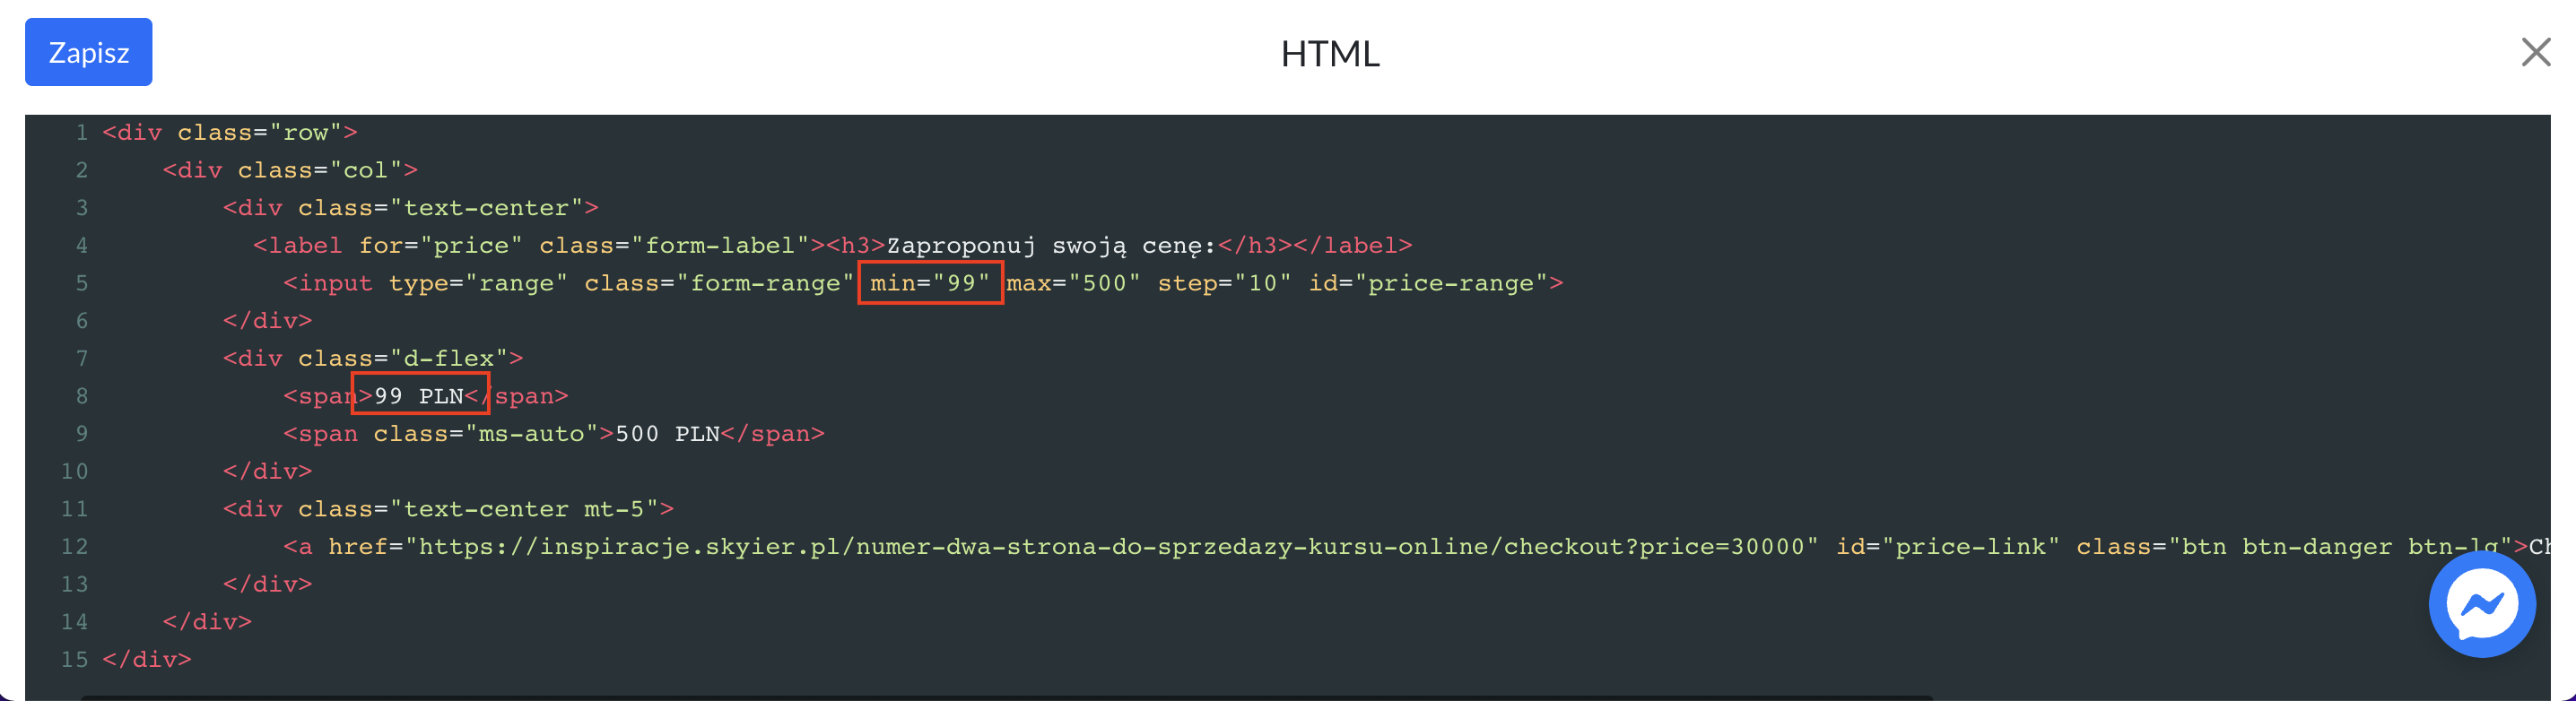 Zapisz
HTML
1 <div class="row">
2     <div class="col">
3         <div class="text-center">
4           <label for="price" class="form-label"><h3>Zaproponuj swoją cenę:</h3></label>
5             <input type="range" class="form-range" min="99" max="500" step="10" id="price-range">
6         </div>
7         <div class="d-flex">
8             <span>99 PLN</span>
9             <span class="ms-auto">500 PLN</span>
10         </div>
11         <div class="text-center mt-5">
12             <a href="https://inspiracje.skyier.pl/numer-dwa-strona-do-sprzedazy-kursu-online/checkout?price=30000" id="price-link" class="btn btn-danger btn-lg">
13         </div>
14     </div>
15 </div>